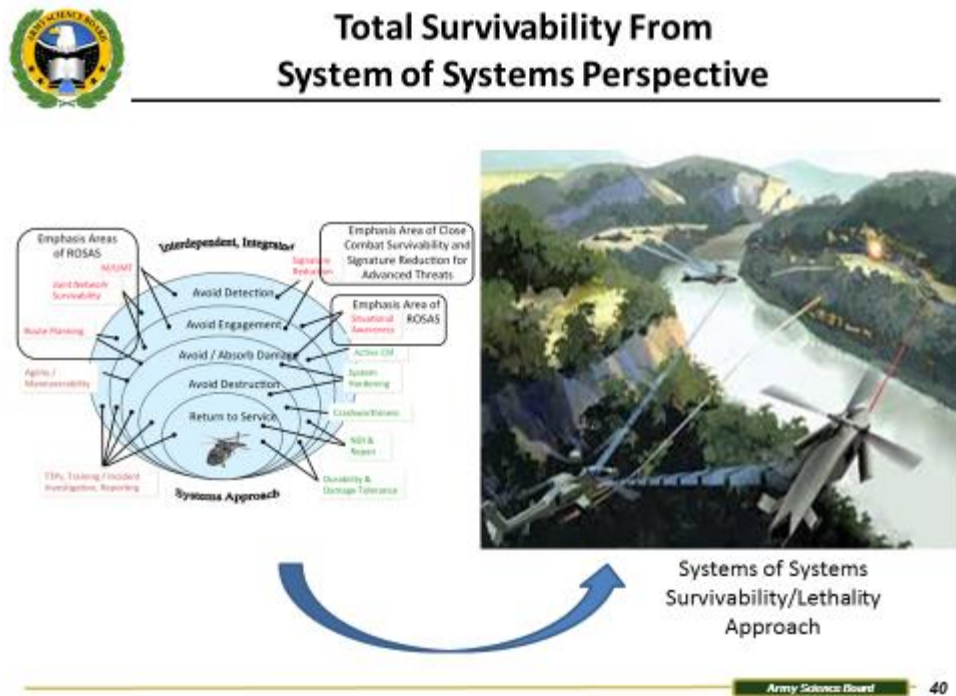 ARMY SCIENCE BOARD
Total Survivability From
System of Systems Perspective
Emphasis Areas
of ROSAS
M/UMT
Joint Network
Survivability
Route Planning
Agility /
Maneuverability
TTPs, Training / Incident
Investigation, Reporting
Interdependent, Integrated
Avoid Detection
Avoid Engagement
Avoid / Absorb Damage
Avoid Destruction
Return to Service
Systems Approach
Signature
Reduction
Emphasis Area of Close
Combat Survivability and
Signature Reduction for
Advanced Threats
Emphasis Area of
ROSAS
Situational
Awareness
Active CM
System
Hardening
Crashworthiness
NDI &
Repair
Durability &
Damage Tolerance
Systems of Systems
Survivability/Lethality
Approach
Army Science Board
40